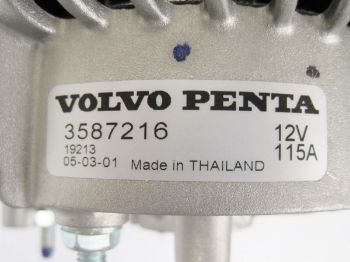 VOLVO PENTA
3587216 12V
19213 115A
05-03-01 Made in THAILAND